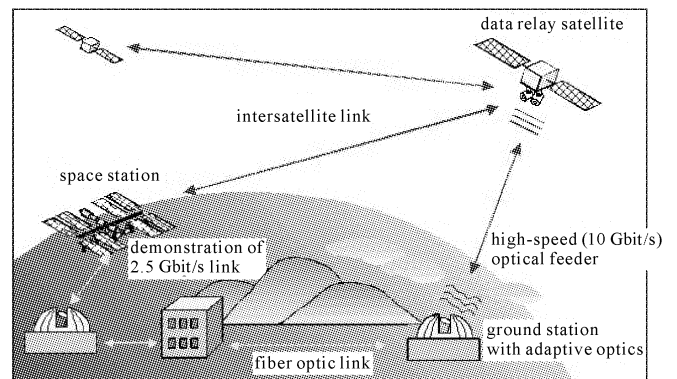 data relay satellite
intersatellite link
space station
demonstration of
2.5 Gbit/s link
high-speed (10 Gbit/s)
optical feeder
ground station
with adaptive optics
fiber optic link